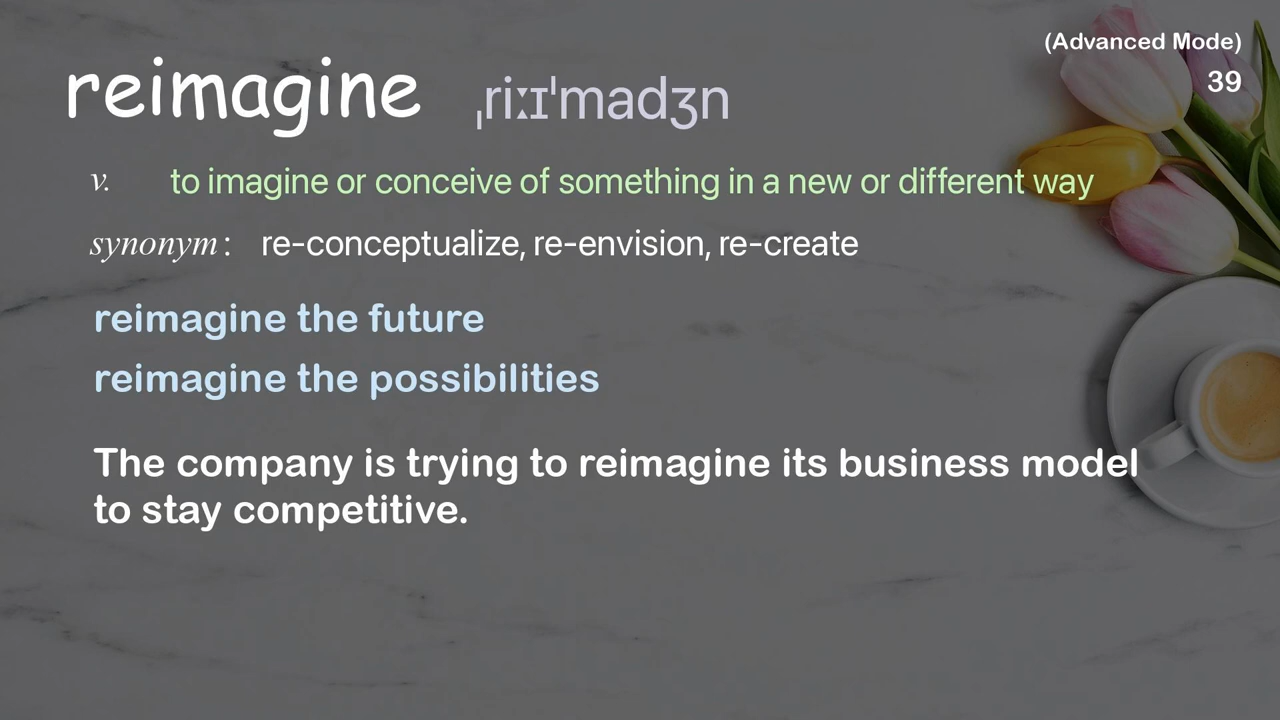 (Advanced Mode)
39
reimagine ˌriːɪˈmadʒn
v. to imagine or conceive of something in a new or different way
synonym: re-conceptualize, re-envision, re-create
reimagine the future
reimagine the possibilities
The company is trying to reimagine its business model
to stay competitive.